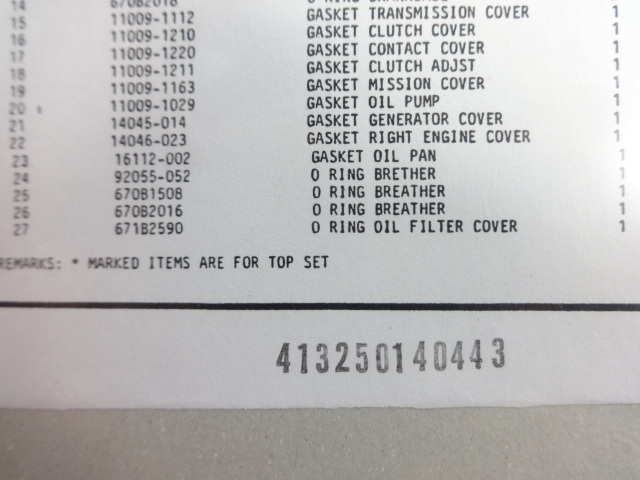 14 670B2018 O RING
15 11009-1112 GASKET TRANSMISSION COVER 1
16 11009-1210 GASKET CLUTCH COVER 1
17 11009-1220 GASKET CONTACT COVER 1
18 11009-1211 GASKET CLUTCH ADJST 1
19 11009-1163 GASKET MISSION COVER 1
20 11009-1029 GASKET OIL PUMP 1
21 14045-014 GASKET GENERATOR COVER 1
22 14046-023 GASKET RIGHT ENGINE COVER 1
23 16112-002 GASKET OIL PAN 1
24 92055-052 O RING BRETHER 1
25 670B1508 O RING BREATHER 1
26 670B2016 O RING BREATHER 1
27 671B2590 O RING OIL FILTER COVER 1
REMARKS: * MARKED ITEMS ARE FOR TOP SET
413250140443